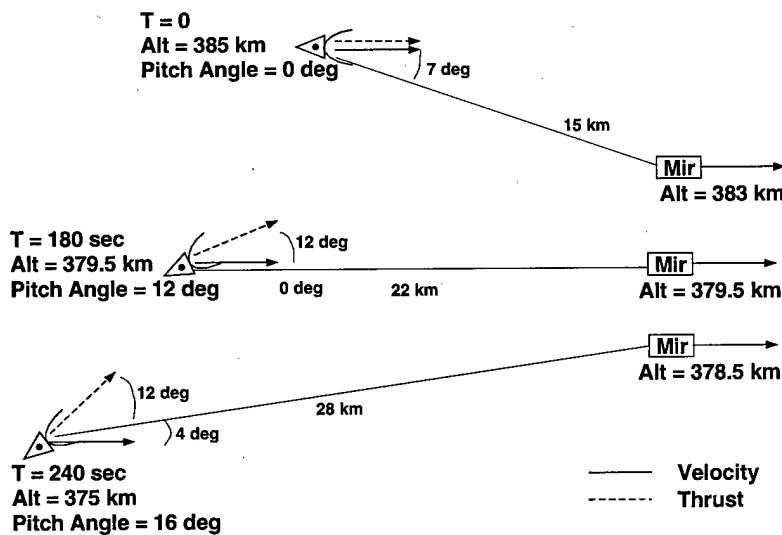 T = 0
Alt = 385 km
Pitch Angle = 0 deg
7 deg
15 km
Mir
Alt = 383 km
T = 180 sec
Alt = 379.5 km
Pitch Angle = 12 deg
12 deg
0 deg
22 km
Mir
Alt = 379.5 km
Mir
Alt = 378.5 km
12 deg
4 deg
28 km
T = 240 sec
Alt = 375 km
Pitch Angle = 16 deg
Velocity
Thrust